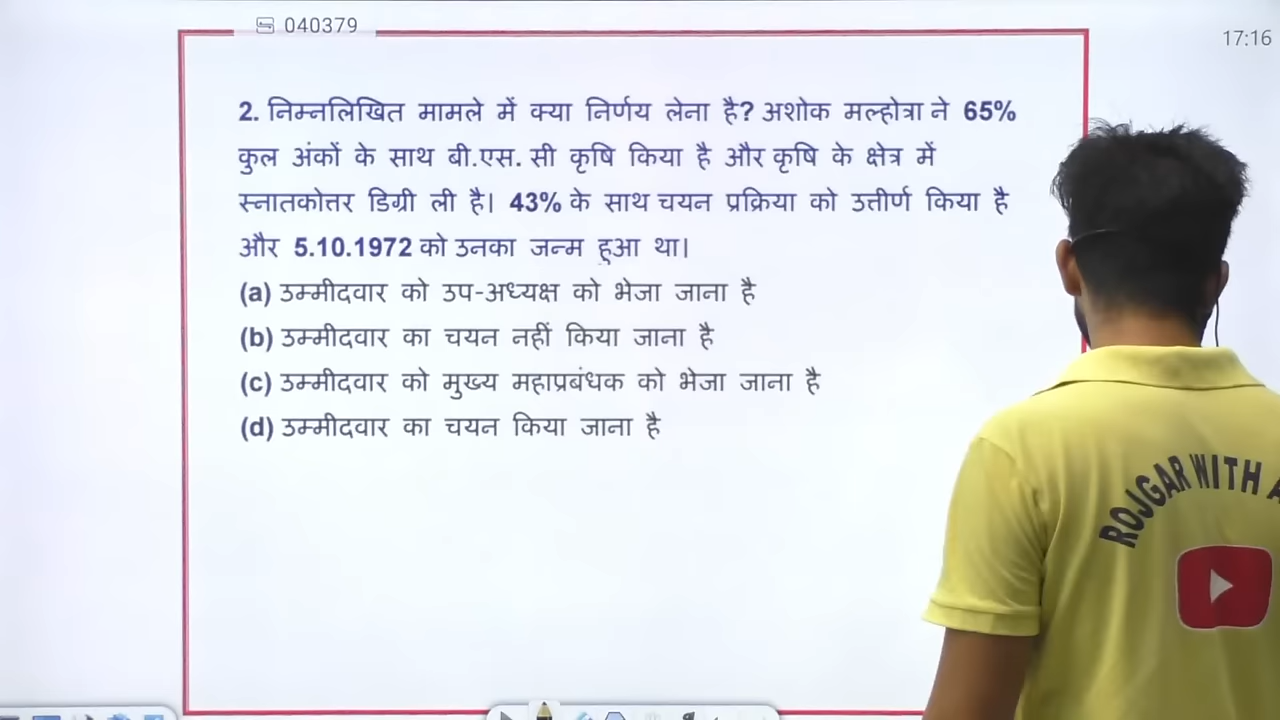 040379
17:16
2. निम्नलिखित मामले में क्या निर्णय लेना है? अशोक मल्होत्रा ने 65%
कुल अंकों के साथ बी.एस. सी कृषि किया है और कृषि के क्षेत्र में
स्नातकोत्तर डिग्री ली है। 43% के साथ चयन प्रक्रिया को उत्तीर्ण किया है
और 5.10.1972 को उनका जन्म हुआ था।
(a) उम्मीदवार को उप-अध्यक्ष को भेजा जाना है
(b) उम्मीदवार का चयन नहीं किया जाना है
(c) उम्मीदवार को मुख्य महाप्रबंधक को भेजा जाना है
(d) उम्मीदवार का चयन किया जाना है
ROJGAR WITH